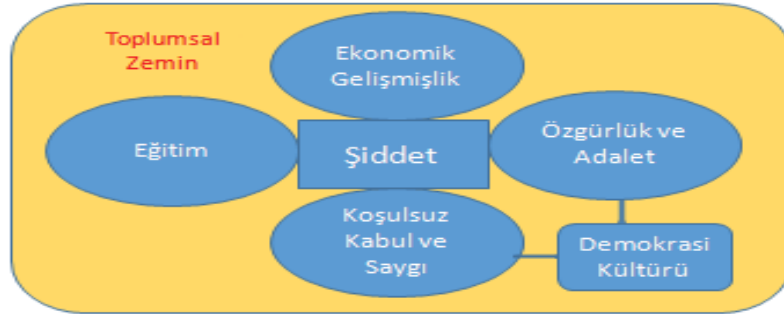 Toplumsal
Zemin
Ekonomik
Gelişmişlik
Eğitim
Şiddet
Özgürlük ve
Adalet
Koşulsuz
Kabul ve
Saygı
Demokrasi
Kültürü